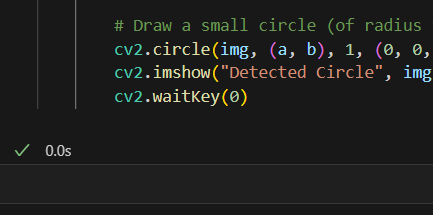 # Draw a small circle (of radius
cv2.circle(img, (a, b), 1, (0, 0,
cv2.imshow("Detected Circle", img
cv2.waitKey(0)
0.0s